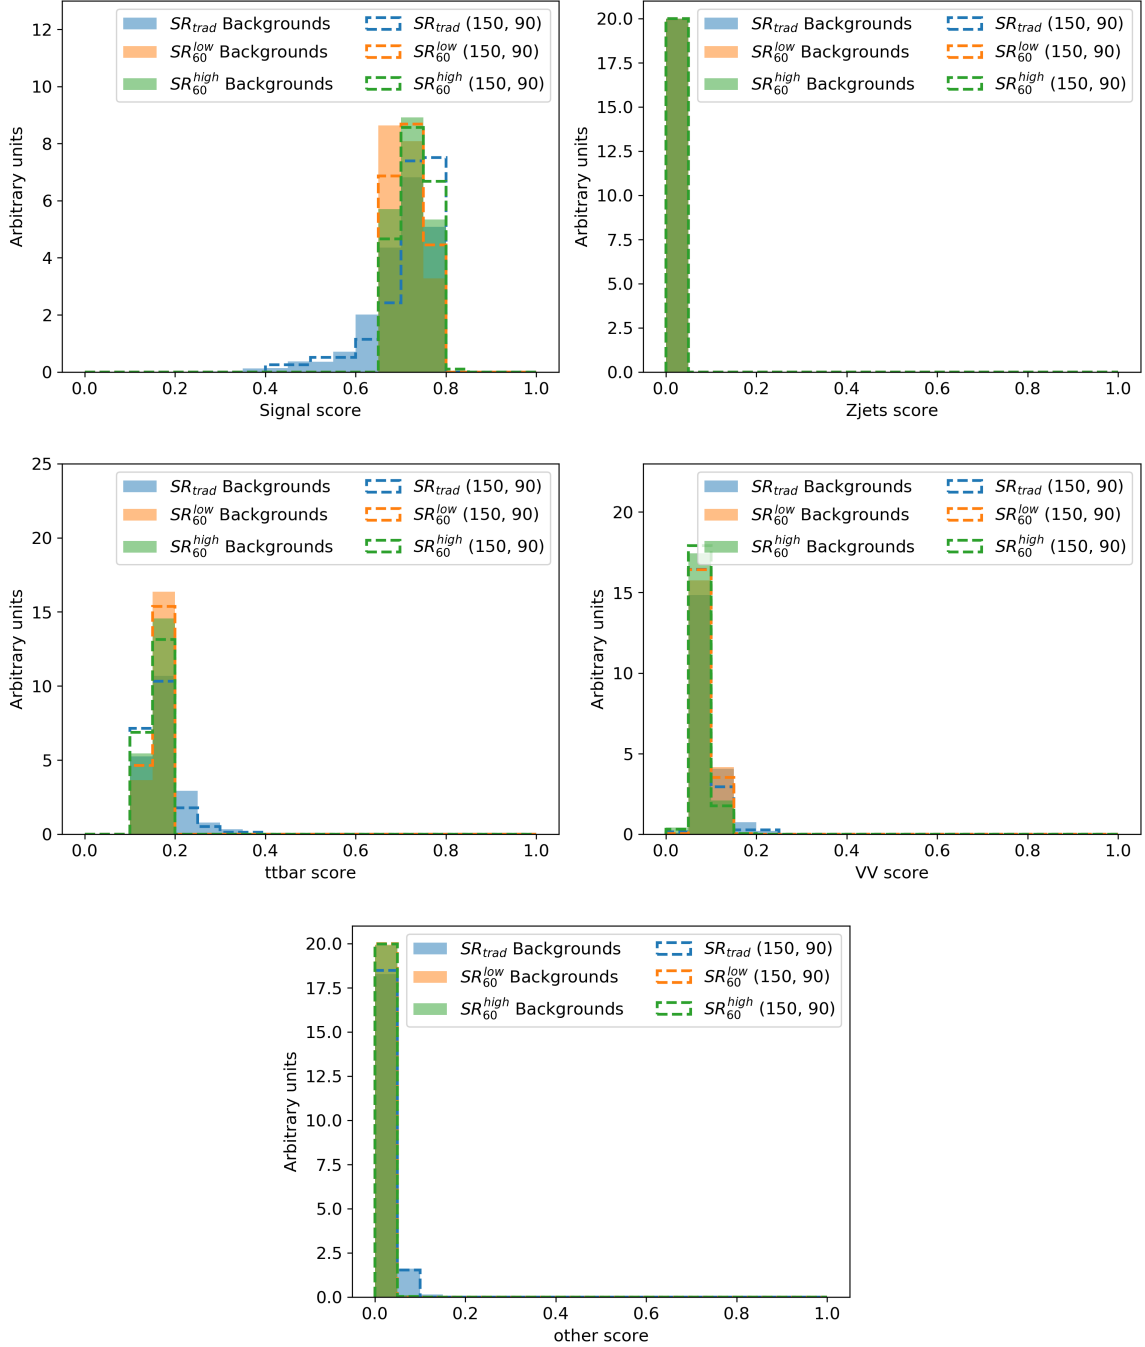 12
10
8
6
4
2
0
Arbitrary units
SR_trad Backgrounds
SR_60^low Backgrounds
SR_60^high Backgrounds
SR_trad (150, 90)
SR_60^low (150, 90)
SR_60^high (150, 90)
0.0 0.2 0.4 0.6 0.8 1.0
Signal score
20.0
17.5
15.0
12.5
10.0
7.5
5.0
2.5
0.0
Arbitrary units
SR_trad Backgrounds
SR_60^low Backgrounds
SR_60^high Backgrounds
SR_trad (150, 90)
SR_60^low (150, 90)
SR_60^high (150, 90)
0.0 0.2 0.4 0.6 0.8 1.0
Zjets score
25
20
15
10
5
0
Arbitrary units
SR_trad Backgrounds
SR_60^low Backgrounds
SR_60^high Backgrounds
SR_trad (150, 90)
SR_60^low (150, 90)
SR_60^high (150, 90)
0.0 0.2 0.4 0.6 0.8 1.0
ttbar score
20
15
10
5
0
Arbitrary units
SR_trad Backgrounds
SR_60^low Backgrounds
SR_60^high Backgrounds
SR_trad (150, 90)
SR_60^low (150, 90)
SR_60^high (150, 90)
0.0 0.2 0.4 0.6 0.8 1.0
VV score
20.0
17.5
15.0
12.5
10.0
7.5
5.0
2.5
0.0
Arbitrary units
SR_trad Backgrounds
SR_60^low Backgrounds
SR_60^high Backgrounds
SR_trad (150, 90)
SR_60^low (150, 90)
SR_60^high (150, 90)
0.0 0.2 0.4 0.6 0.8 1.0
other score